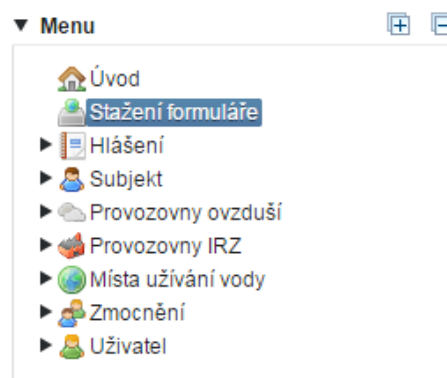 Menu
Úvod
Stažení formuláře
Hlášení
Subjekt
Provozovny ovzduší
Provozovny IRZ
Místa užívání vody
Zmocnění
Uživatel